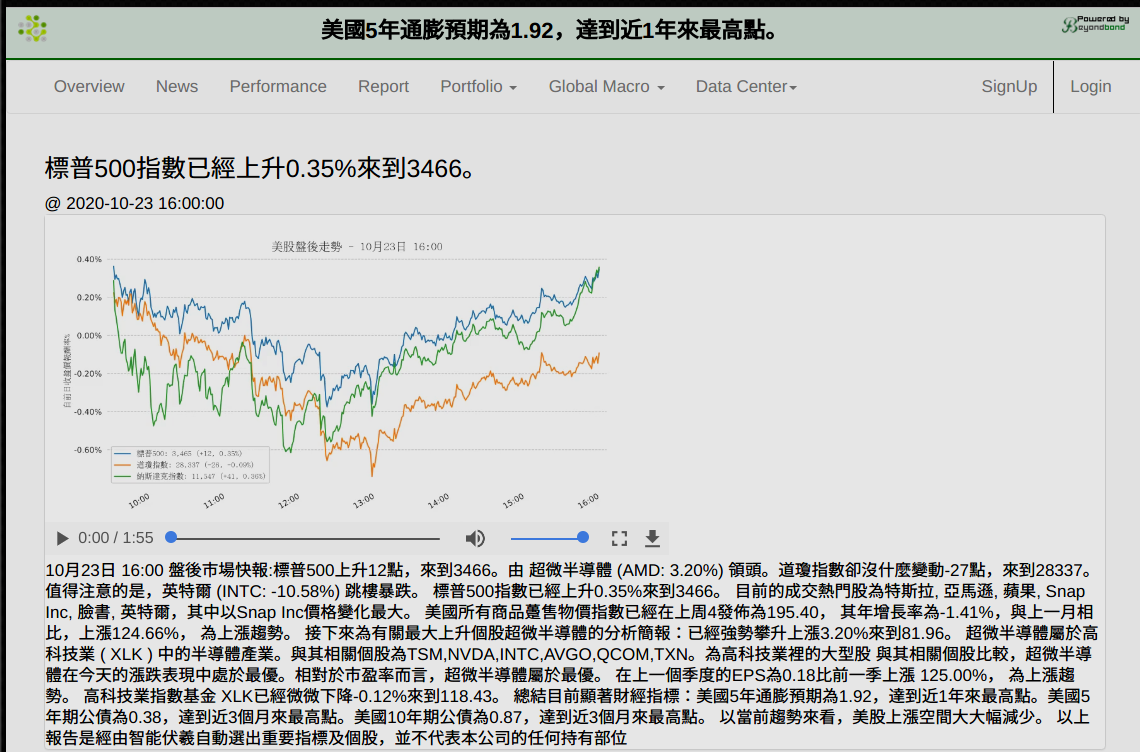 美國5年通膨預期為1.92，達到近1年來最高點。
Powered by
Beyondbond
Overview News Performance Report Portfolio Global Macro Data Center SignUp Login
標普500指數已經上升0.35%來到3466。
@ 2020-10-23 16:00:00
美股盤後走勢 - 10月23日 16:00
0.40%
0.20%
0.00%
-0.20%
-0.40%
-0.60%
自前日收盤價報酬率%
標普500: 3,465 (+12, 0.35%)
道瓊指數: 28,337 (-28, -0.09%)
納斯達克指數: 11,547 (+41, 0.36%)
10:00 11:00 12:00 13:00 14:00 15:00 16:00
0:00 / 1:55
10月23日 16:00 盤後市場快報:標普500上升12點，來到3466。由 超微半導體 (AMD: 3.20%) 領頭。道瓊指數卻沒什麼變動-27點，來到28337。
值得注意的是，英特爾 (INTC: -10.58%) 跳樓暴跌。 標普500指數已經上升0.35%來到3466。 目前的成交熱門股為特斯拉, 亞馬遜, 蘋果, Snap
Inc, 臉書, 英特爾，其中以Snap Inc價格變化最大。 美國所有商品躉售物價指數已經在上周4發佈為195.40， 其年增長率為-1.41%，與上一月相
比，上漲124.66%， 為上漲趨勢。 接下來為有關最大上升個股超微半導體的分析簡報：已經強勢攀升上漲3.20%來到81.96。 超微半導體屬於高
科技業 ( XLK ) 中的半導體產業。與其相關個股為TSM,NVDA,INTC,AVGO,QCOM,TXN。為高科技業裡的大型股 與其相關個股比較，超微半導
體在今天的漲跌表現中處於最優。相對於市盈率而言，超微半導體屬於最優。 在上一個季度的EPS為0.18比前一季上漲 125.00%， 為上漲趨
勢。 高科技業指數基金 XLK已經微微下降-0.12%來到118.43。 總結目前顯著財經指標：美國5年通膨預期為1.92，達到近1年來最高點。美國5
年期公債為0.38，達到近3個月來最高點。美國10年期公債為0.87，達到近3個月來最高點。 以當前趨勢來看，美股上漲空間大大幅減少。 以上
報告是經由智能伏羲自動選出重要指標及個股，並不代表本公司的任何持有部位